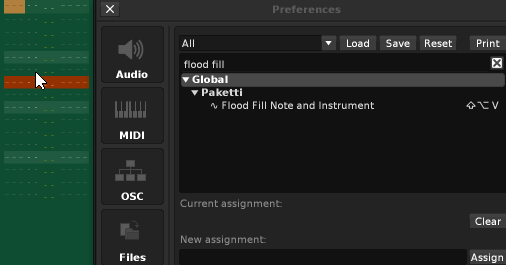 Preferences
Audio
MIDI
OSC
Files
All Load Save Reset Print
flood fill
Global
Paketti
Flood Fill Note and Instrument ⇧⌥ V
Current assignment:
Clear
New assignment:
Assign